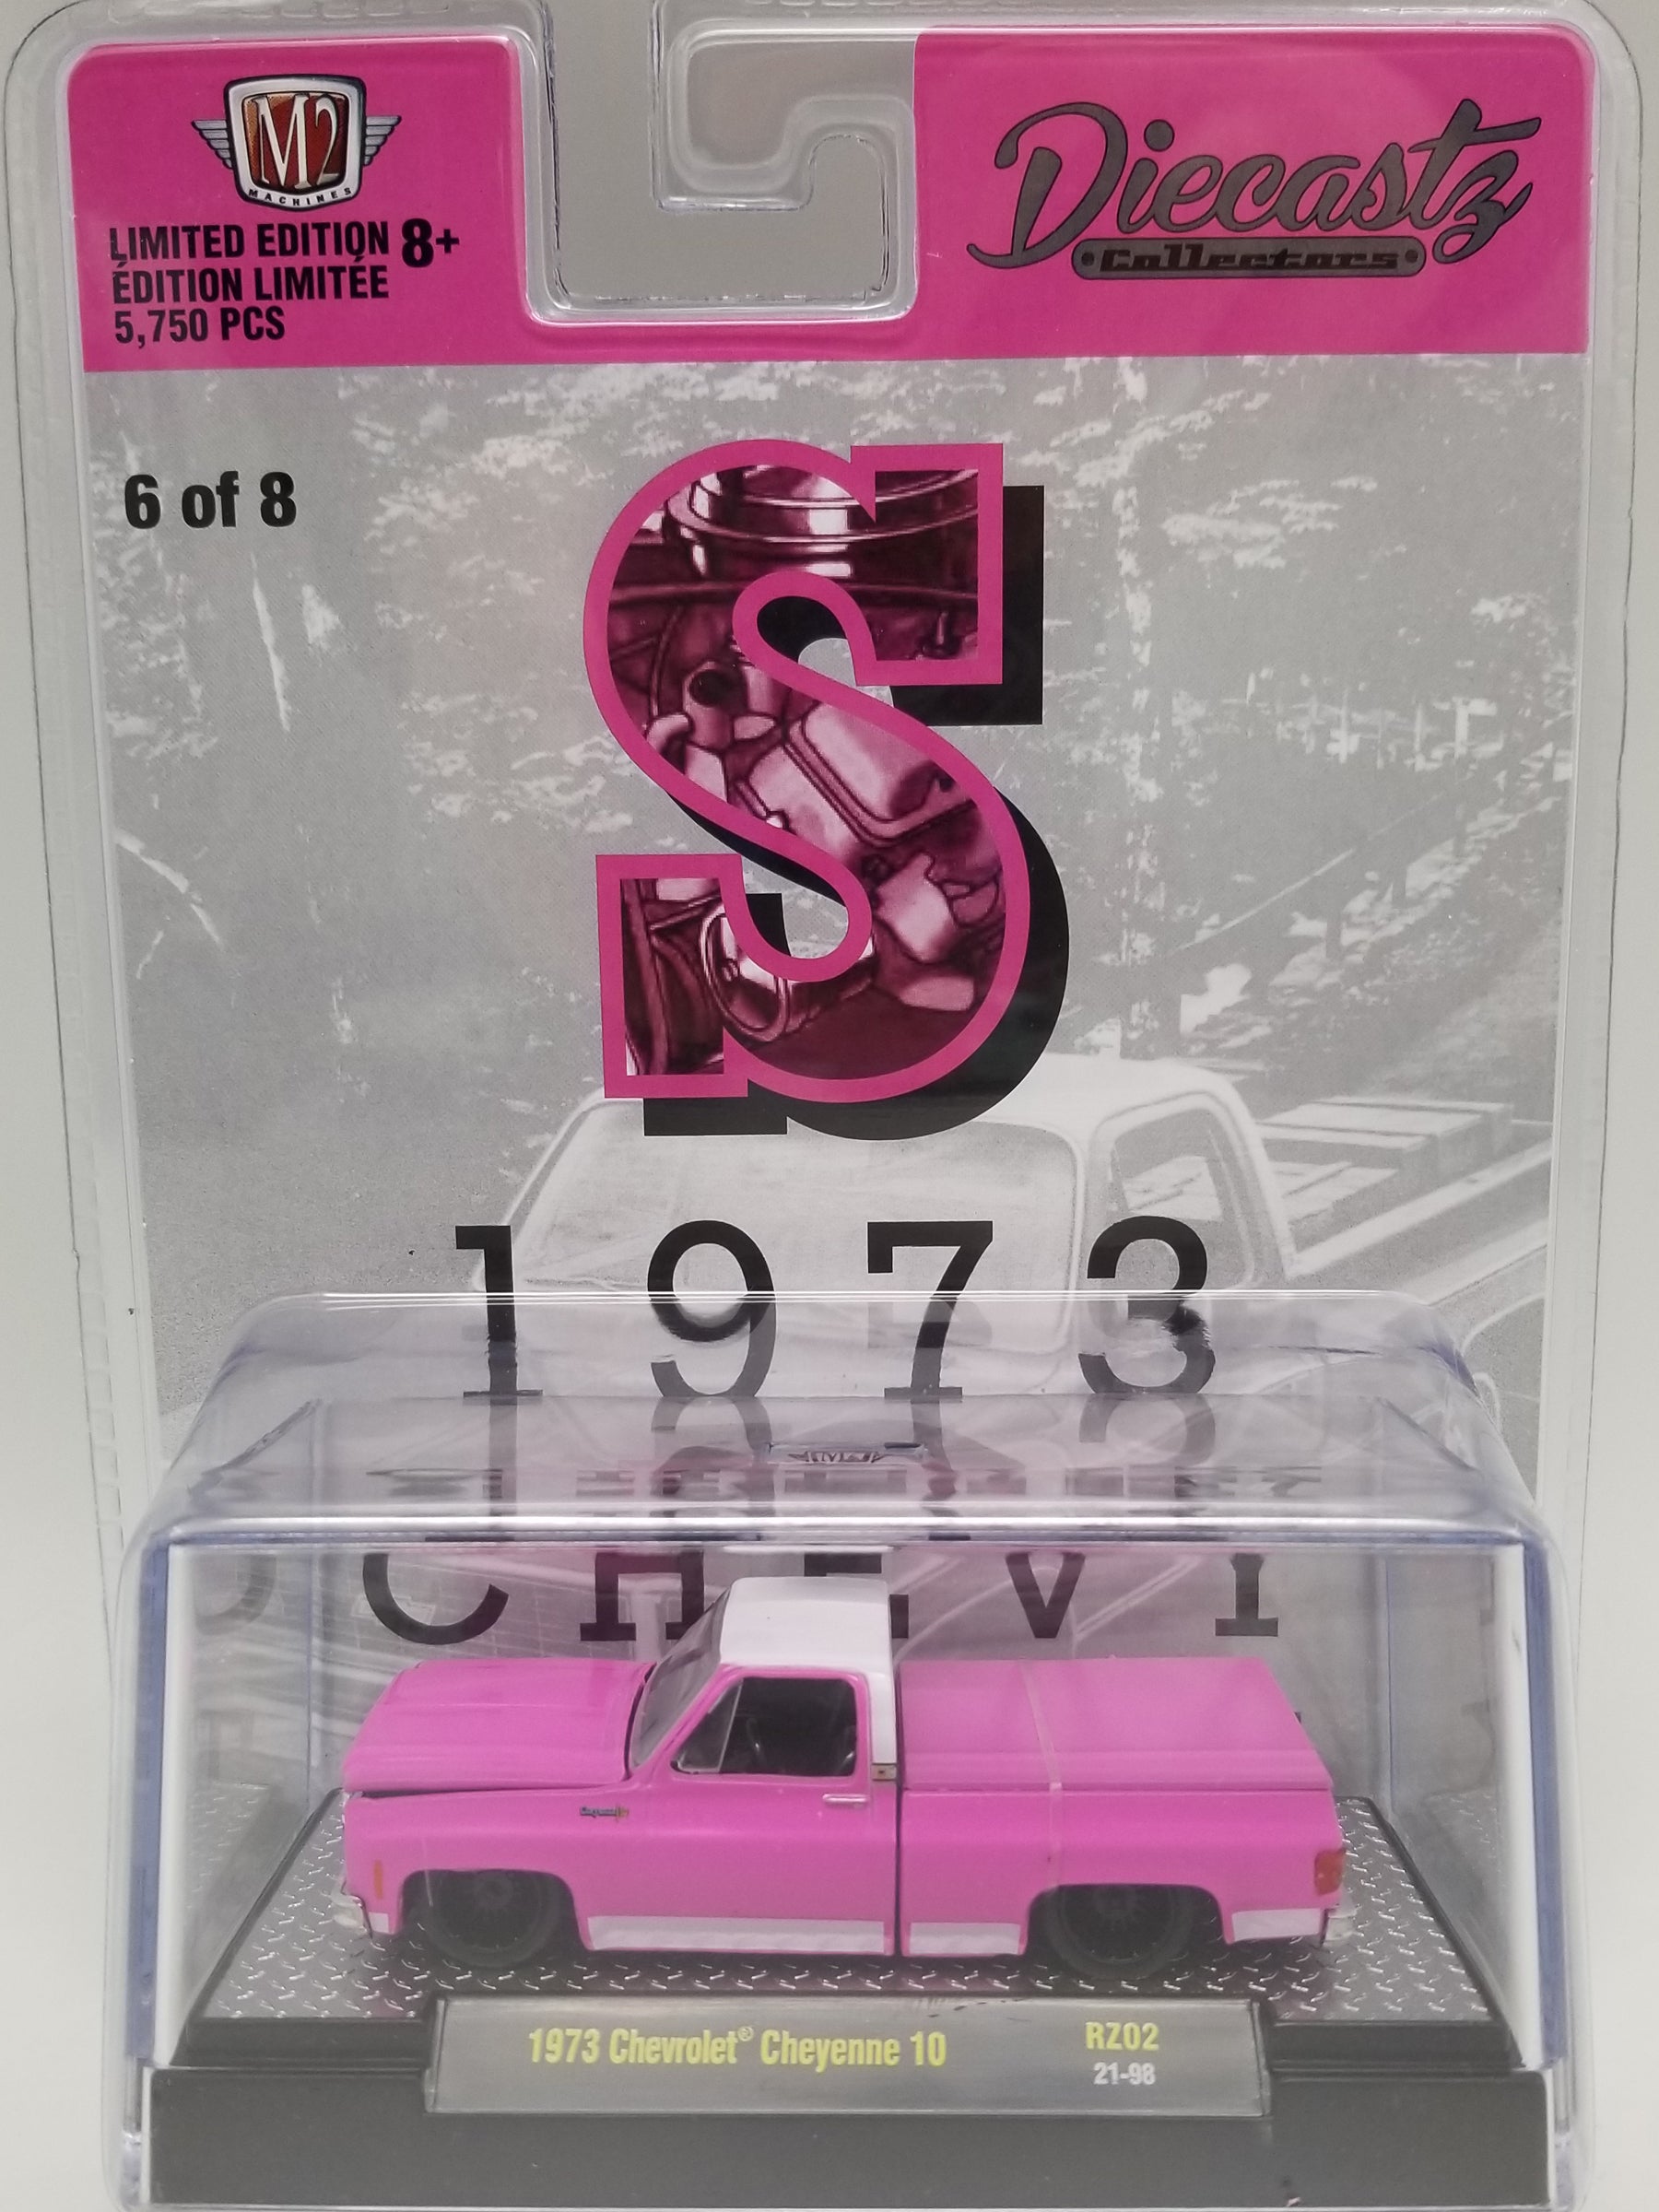 M2
MACHINES
LIMITED EDITION 8+
ÉDITION LIMITÉE
5,750 PCS
Diecastz
Collectors
6 of 8
S
1973
CHEVY
Cheyenne
1973 Chevrolet® Cheyenne 10
RZ02
21-98